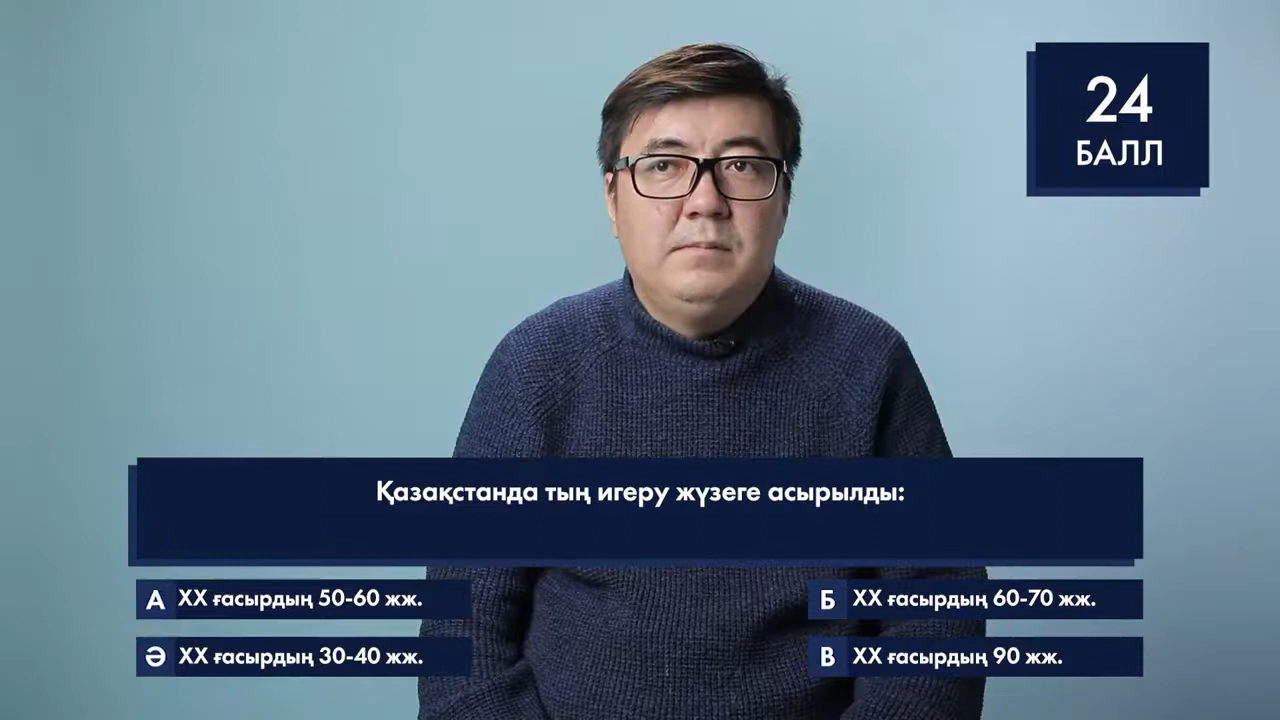 24
БАЛЛ
Қазақстанда тың игеру жүзеге асырылды:
А ХХ ғасырдың 50-60 жж.
Б ХХ ғасырдың 60-70 жж.
Ә ХХ ғасырдың 30-40 жж.
В ХХ ғасырдың 90 жж.